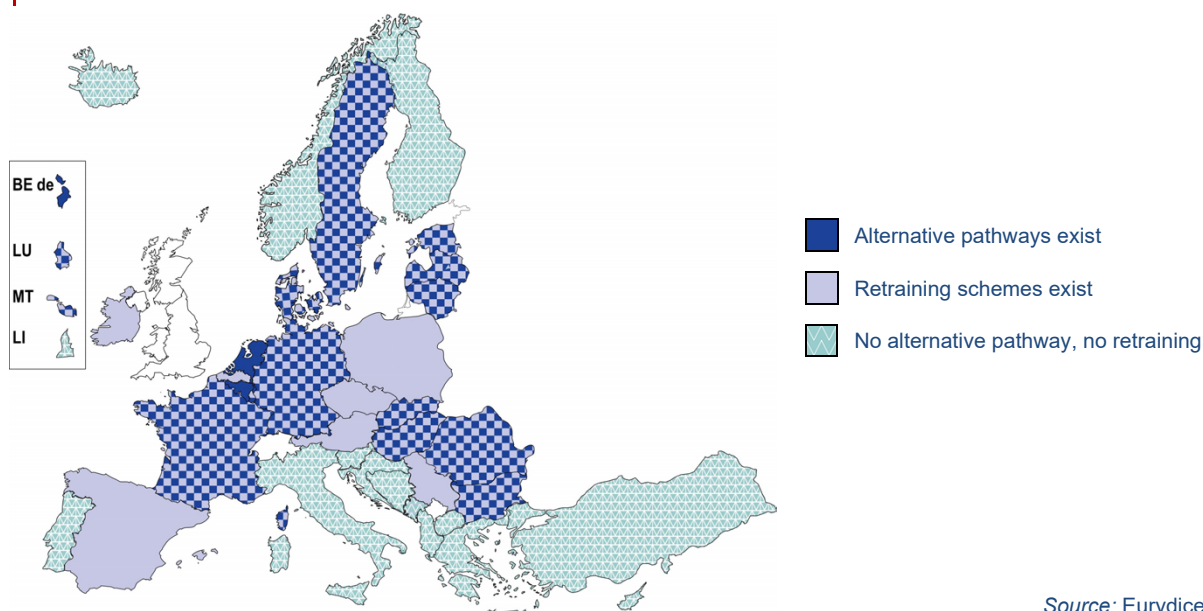 BE de
LU
MT
LI
Alternative pathways exist
Retraining schemes exist
No alternative pathway, no retraining
Source: Eurydice